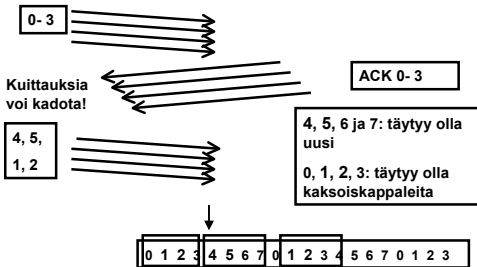 0- 3
ACK 0- 3
Kuittauksia
voi kadota!
4, 5,
1, 2
4, 5, 6 ja 7: täytyy olla
uusi
0, 1, 2, 3: täytyy olla
kaksoiskappaleita
0 1 2 3 4 5 6 7 0 1 2 3 4 5 6 7 0 1 2 3